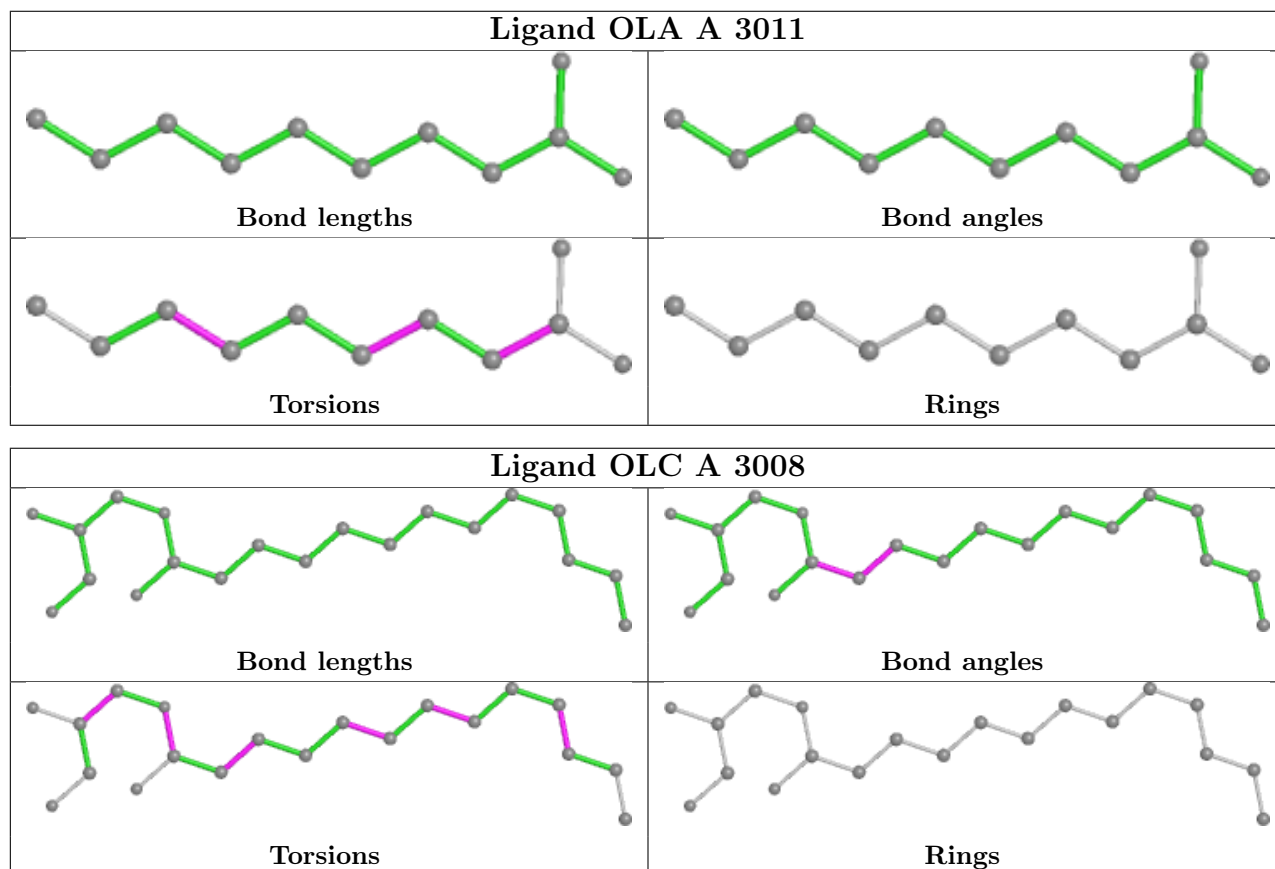 Ligand OLA A 3011
Bond lengths
Bond angles
Torsions
Rings
Ligand OLC A 3008
Bond lengths
Bond angles
Torsions
Rings